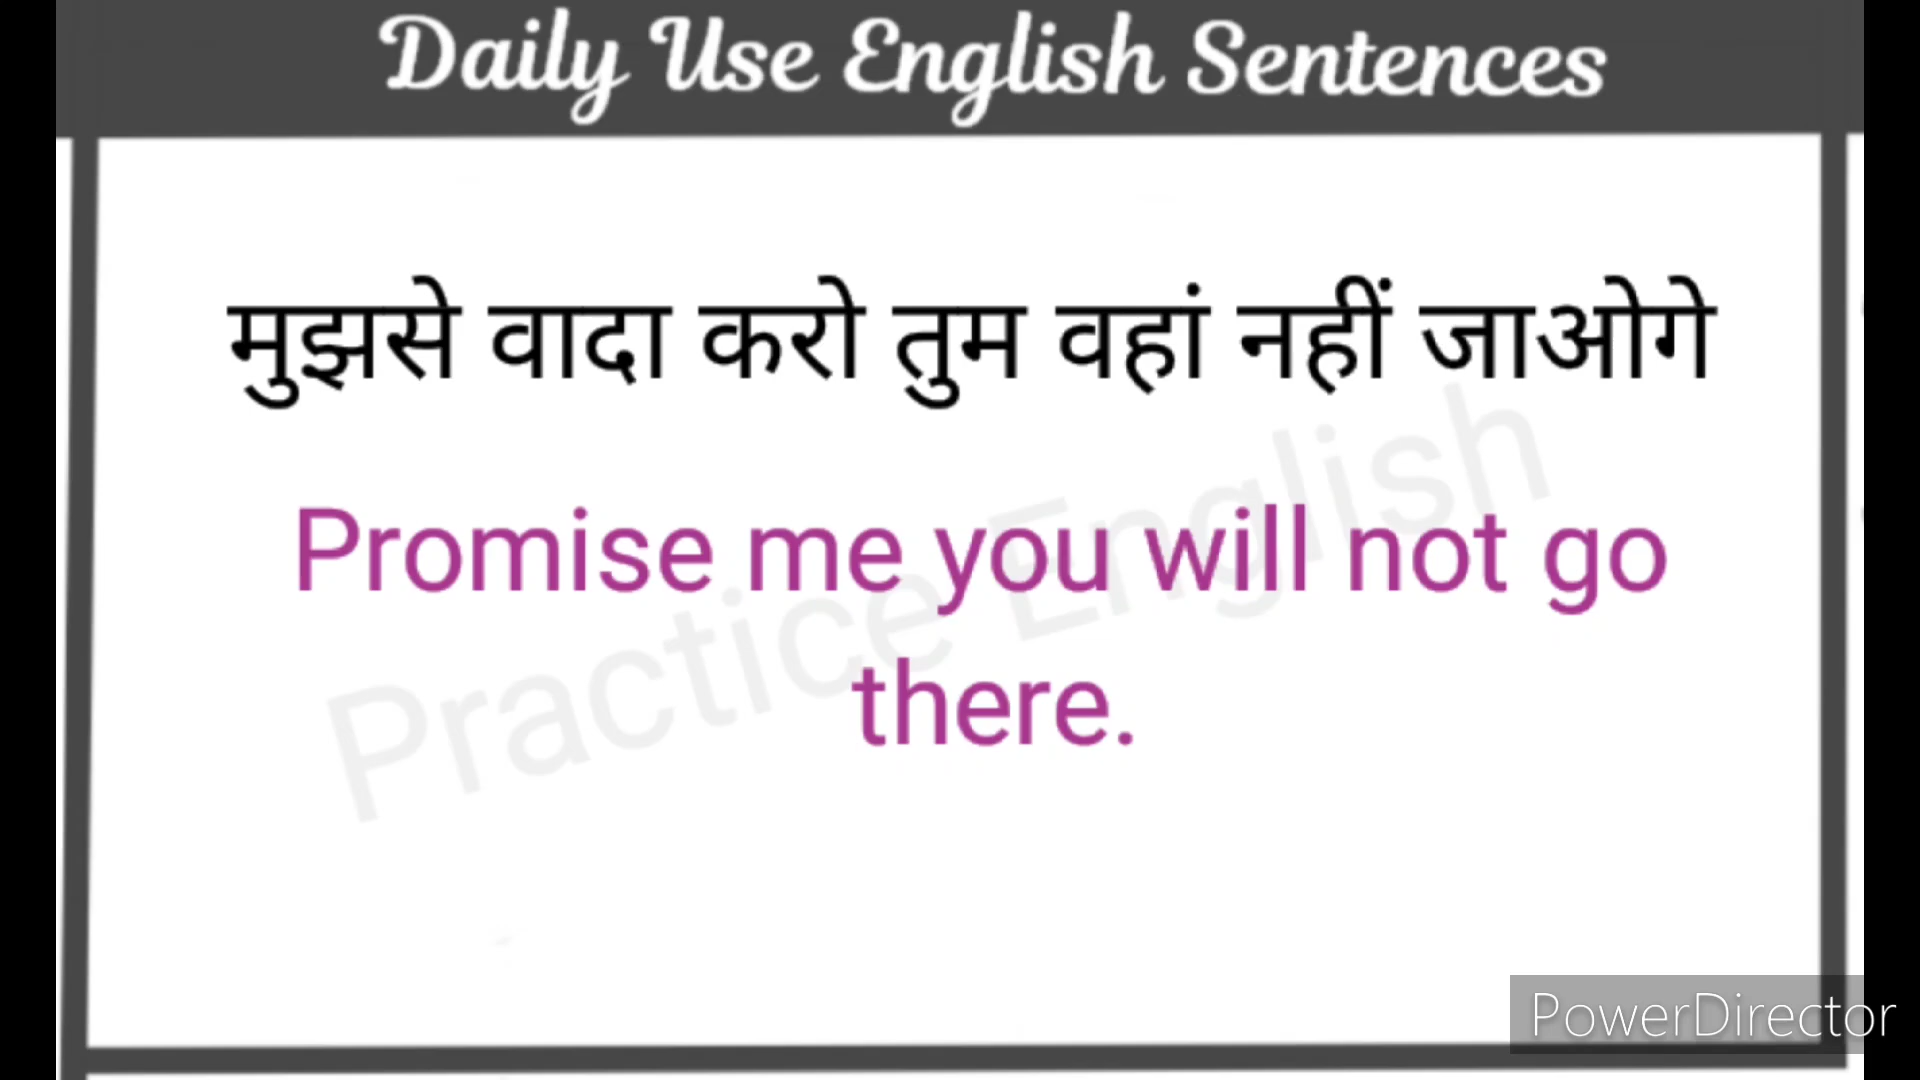 Daily Use English Sentences
मुझसे वादा करो तुम वहां नहीं जाओगे
Promise me you will not go
there.
Practice English
PowerDirector